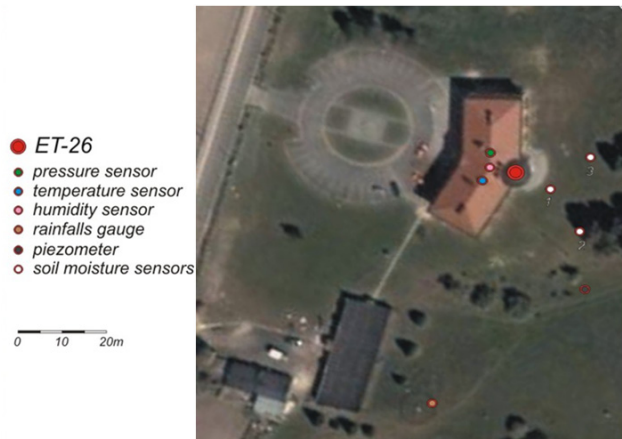 ET-26
pressure sensor
temperature sensor
humidity sensor
rainfalls gauge
piezometer
soil moisture sensors
0 10 20m
3
1
2